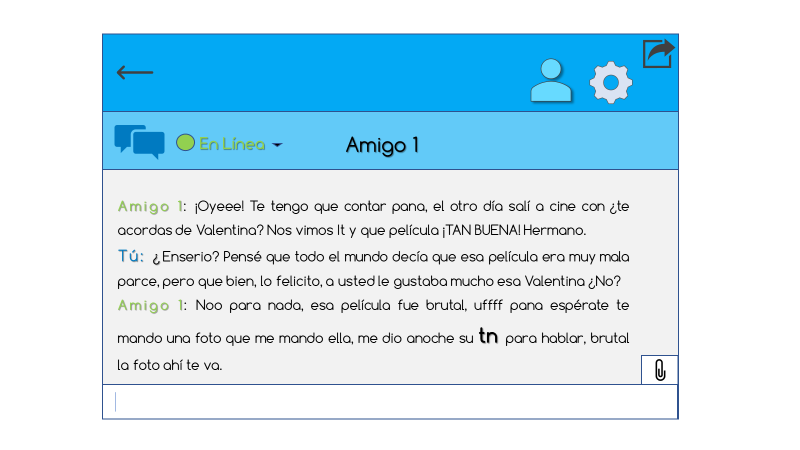 En Línea
Amigo 1
Amigo 1: ¡Oyeee! Te tengo que contar pana, el otro día salí a cine con ¿te
acordas de Valentina? Nos vimos It y que película ¡TAN BUENA! Hermano.
Tú: ¿Enserio? Pensé que todo el mundo decía que esa película era muy mala
parce, pero que bien, lo felicito, a usted le gustaba mucho esa Valentina ¿No?
Amigo 1: Noo para nada, esa película fue brutal, uffff pana espérate te
mando una foto que me mando ella, me dio anoche su tn para hablar, brutal
la foto ahí te va.